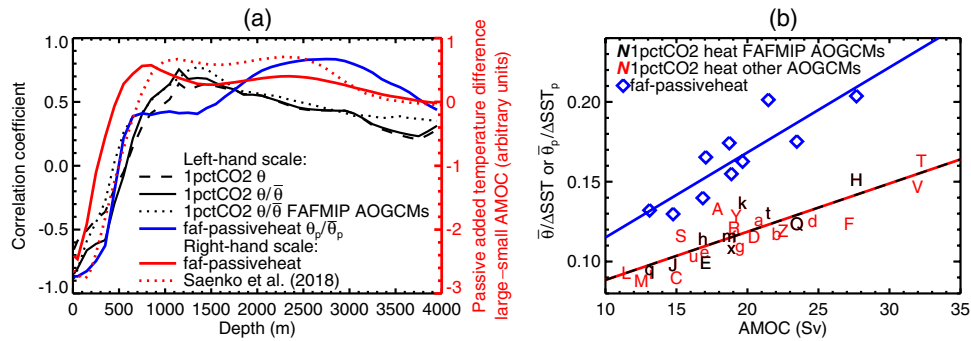 (a)
1.0
0.5
0.0
-0.5
-1.0
Correlation coefficient
Left-hand scale:
1pctCO2 θ
1pctCO2 θ/θ̅
1pctCO2 θ/θ̅ FAFMIP AOGCMs
faf-passiveheat θp/θ̅p
Right-hand scale:
faf-passiveheat
Saenko et al. (2018)
0 500 1000 1500 2000 2500 3000 3500 4000
Depth (m)
1
0
-1
-2
-3
Passive added temperature difference
large-small AMOC (arbitrary units)
(b)
N 1pctCO2 heat FAFMIP AOGCMs
N 1pctCO2 heat other AOGCMs
faf-passiveheat
0.20
0.15
0.10
θ̅/ΔSST or θ̅p/ΔSSTp
T
H
V
k
A
Y
t
R
a
Q
d
F
S
h
m
D
b
Z
x
g
u
e
L
q
J
E
M
C
10 15 20 25 30 35
AMOC (Sv)